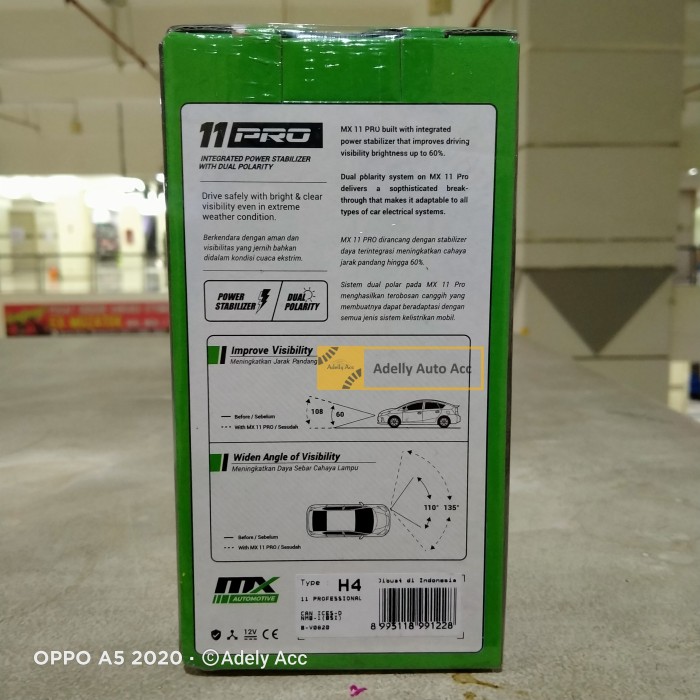 11 PRO
INTEGRATED POWER STABILIZER
WITH DUAL POLARITY
Drive safely with bright & clear
visibility even in extreme
weather condition.
Berkendara dengan aman dan
visibilitas yang jernih bahkan
didalam kondisi cuaca ekstrim.
POWER
STABILIZER
DUAL
POLARITY
MX 11 PRO built with integrated
power stabilizer that improves driving
visibility brightness up to 60%.
Dual polarity system on MX 11 Pro
delivers a sopthisticated break-
through that makes it adaptable to all
types of car electrical systems.
MX 11 PRO dirancang dengan stabilizer
daya terintegrasi meningkatkan cahaya
jarak pandang hingga 60%.
Sistem dual polar pada MX 11 Pro
menghasilkan terobosan canggih yang
membuatnya dapat beradaptasi dengan
semua jenis sistem kelistrikan mobil.
Improve Visibility
Meningkatkan Jarak Pandang
Adelly Acc
Adelly Auto Acc
108
60
Before / Sebelum
With MX 11 PRO / Sesudah
Widen Angle of Visibility
Meningkatkan Daya Sebar Cahaya Lampu
110°
135°
Before / Sebelum
With MX 11 PRO / Sesudah
MX
AUTOMOTIVE
12V
CE
Type H4
11 PROFESSIONAL
Dibuat di Indonesia
8 995118 991228
OPPO A5 2020 · ©Adely Acc